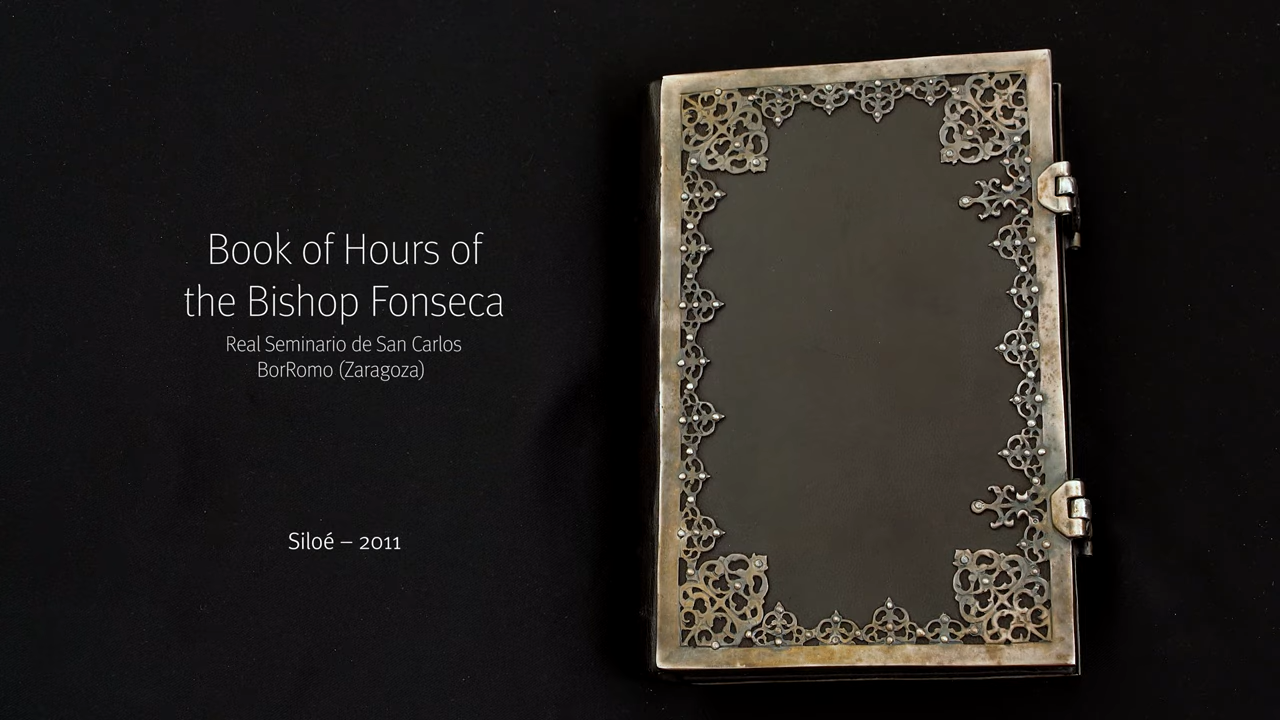 Book of Hours of
the Bishop Fonseca
Real Seminario de San Carlos
BorRomo (Zaragoza)
Siloé – 2011